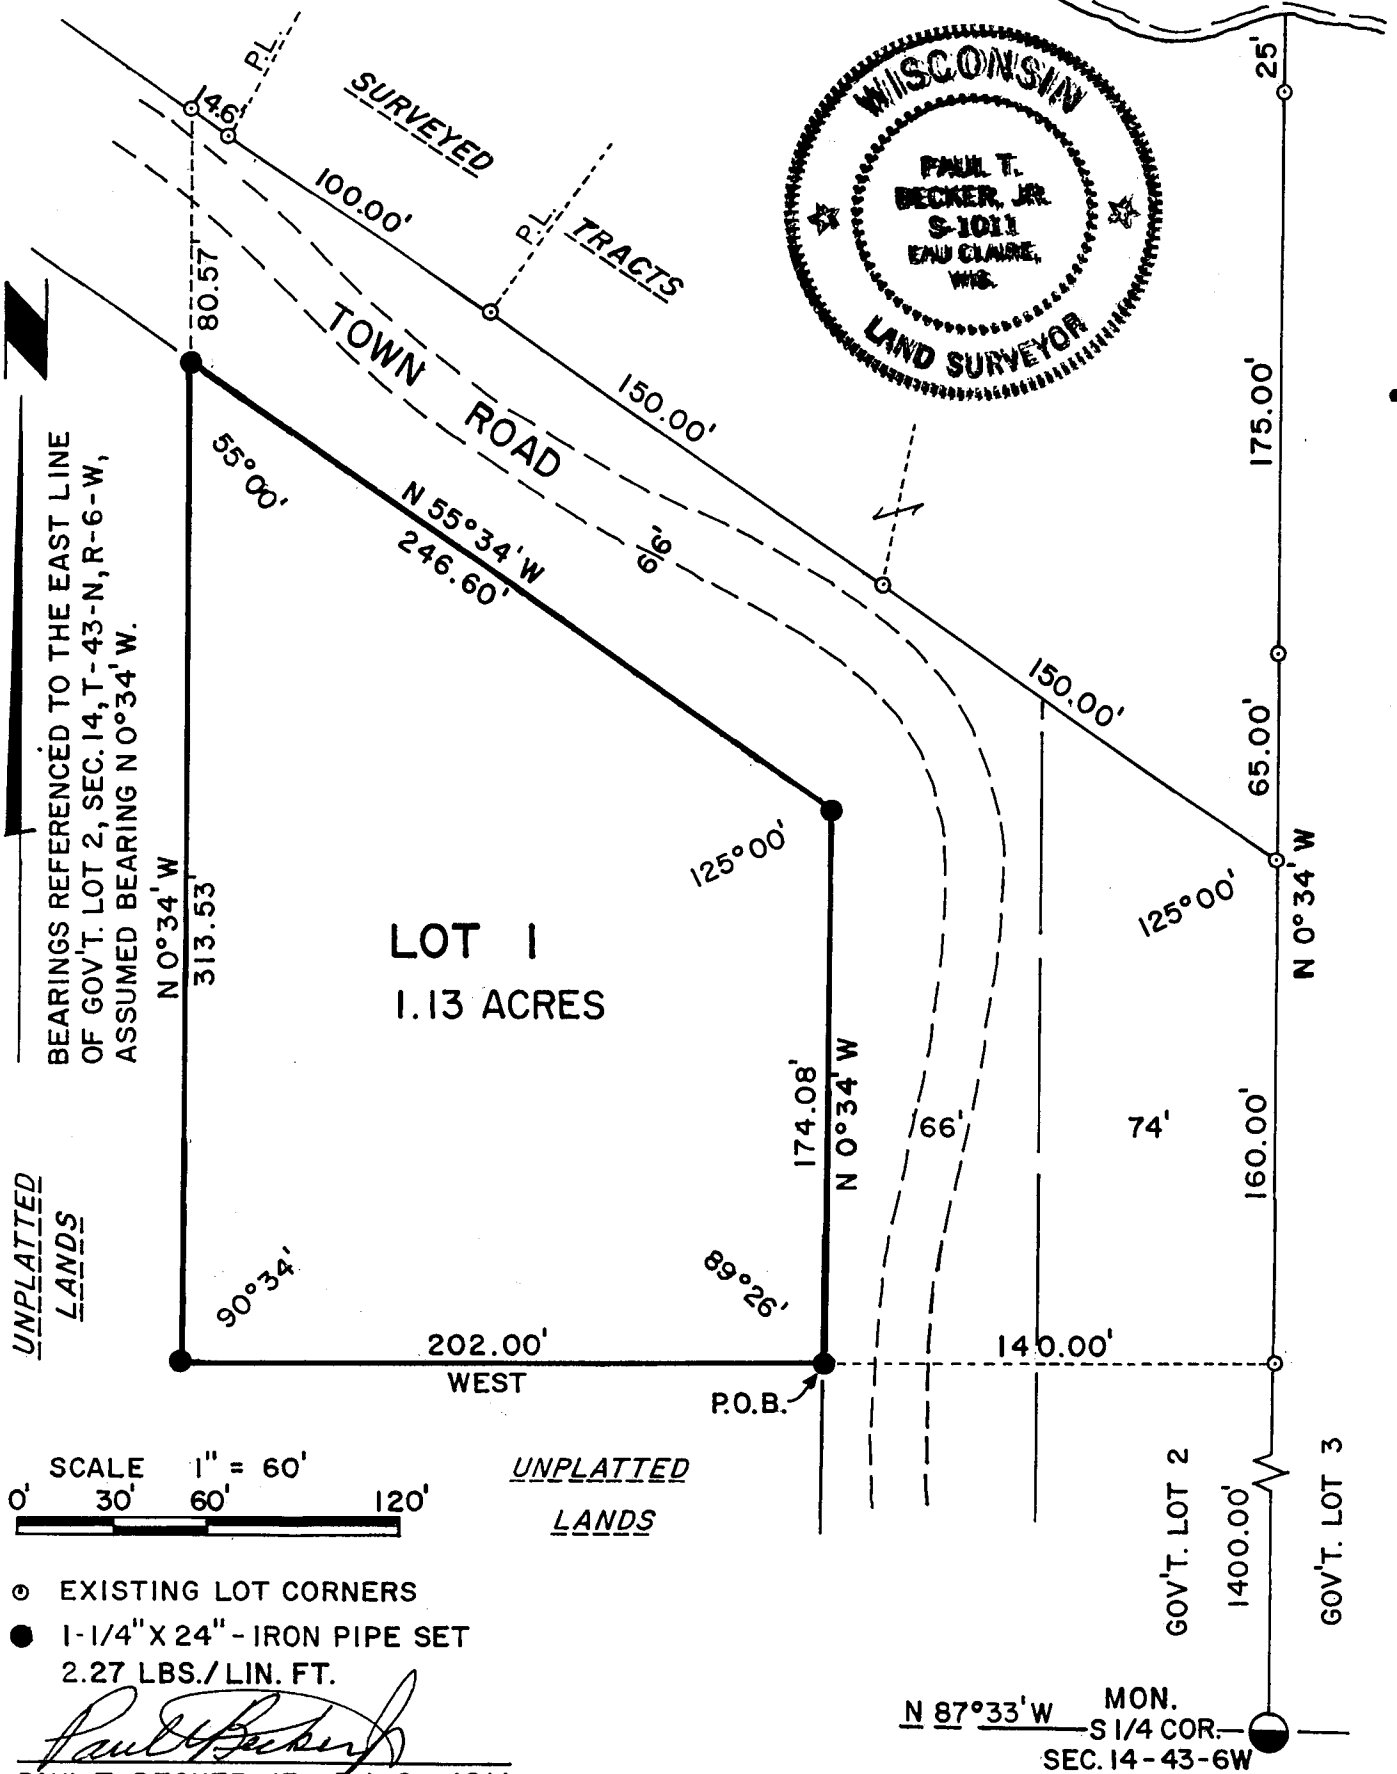 P.L.
14.6'
SURVEYED
25'
WISCONSIN
PAUL T.
BECKER, JR.
S-1011
EAU CLAIRE,
WIS.
LAND SURVEYOR
100.00'
P.L.
TRACTS
80.57'
TOWN ROAD
150.00'
175.00'
55°00'
N 55°34' W
246.60'
66'
BEARINGS REFERENCED TO THE EAST LINE
OF GOV'T. LOT 2, SEC. 14, T-43-N, R-6-W,
ASSUMED BEARING N 0°34' W.
150.00'
65.00'
125°00'
125°00'
N 0°34' W
N 0°34' W
313.53'
LOT 1
1.13 ACRES
174.08'
N 0°34' W
66'
74'
160.00'
UNPLATTED
LANDS
90°34'
89°26'
202.00'
WEST
140.00'
P.O.B.
SCALE 1" = 60'
0' 30' 60' 120'
UNPLATTED
LANDS
GOV'T. LOT 2
1400.00'
GOV'T. LOT 3
EXISTING LOT CORNERS
1-1/4" X 24" - IRON PIPE SET
2.27 LBS./LIN. FT.
N 87°33' W
MON.
S 1/4 COR.
SEC. 14-43-6W